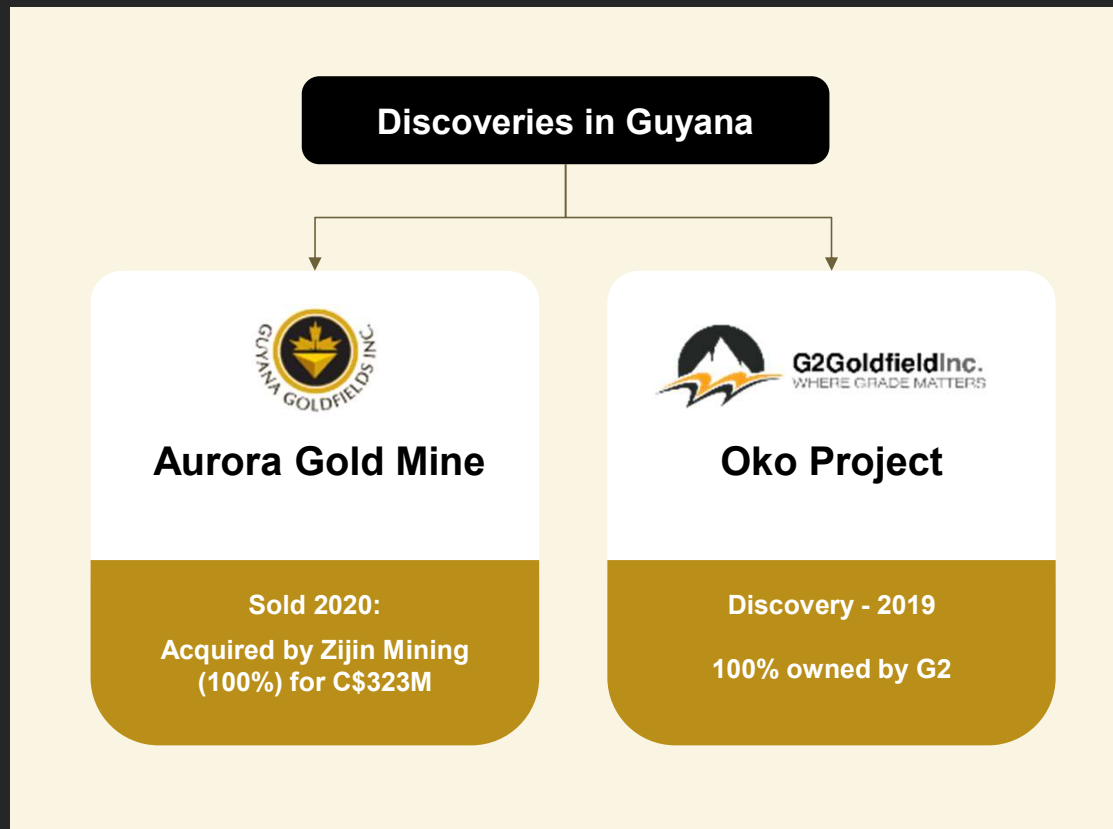 Discoveries in Guyana
GUYANA GOLDFIELDS INC.
Aurora Gold Mine
Sold 2020:
Acquired by Zijin Mining
(100%) for C$323M
G2GoldfieldInc.
WHERE GRADE MATTERS
Oko Project
Discovery - 2019
100% owned by G2